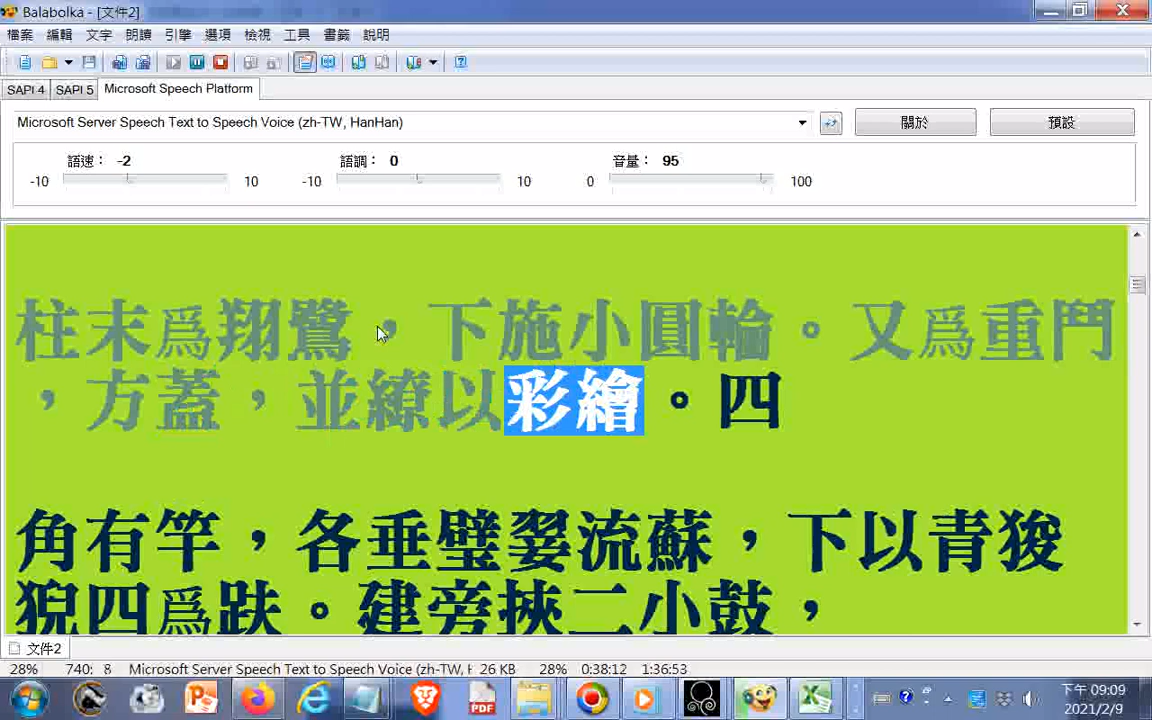 Balabolka - [文件2]
檔案 編輯 文字 朗讀 引擎 選項 檢視 工具 書籤 說明
SAPI 4 SAPI 5 Microsoft Speech Platform
Microsoft Server Speech Text to Speech Voice (zh-TW, HanHan) 關於 預設
語速： -2 語調： 0 音量： 95
-10 10 -10 10 0 100
柱末爲翔鷺，下施小圓輪。又爲重鬥
，方蓋，並繚以彩繪。四
角有竿，各垂璧翣流蘇，下以青狻
猊四爲趺。建旁挾二小鼓，
文件2
28% 740: 8 Microsoft Server Speech Text to Speech Voice (zh-TW, H 26 KB 28% 0:38:12 1:36:53
PDF
下午 09:09
2021/2/9